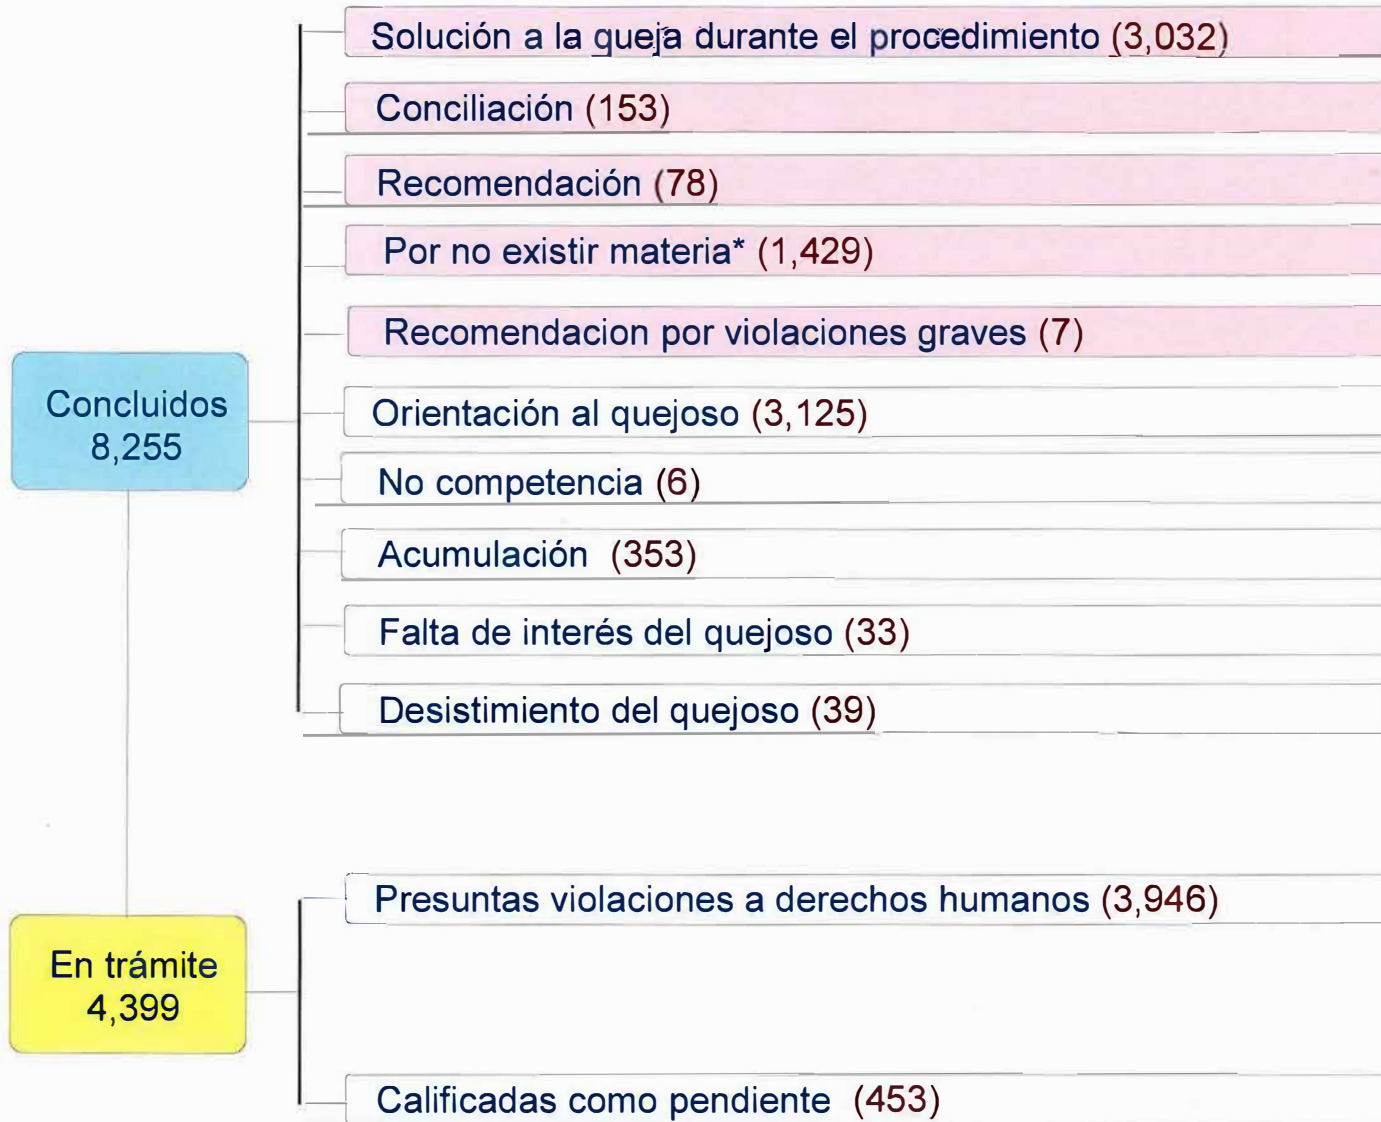 Solución a la queja durante el procedimiento (3,032)
Conciliación (153)
Recomendación (78)
Por no existir materia* (1,429)
Recomendacion por violaciones graves (7)
Concluidos
8,255
Orientación al quejoso (3,125)
No competencia (6)
Acumulación (353)
Falta de interés del quejoso (33)
Desistimiento del quejoso (39)
Presuntas violaciones a derechos humanos (3,946)
En trámite
4,399
Calificadas como pendiente (453)